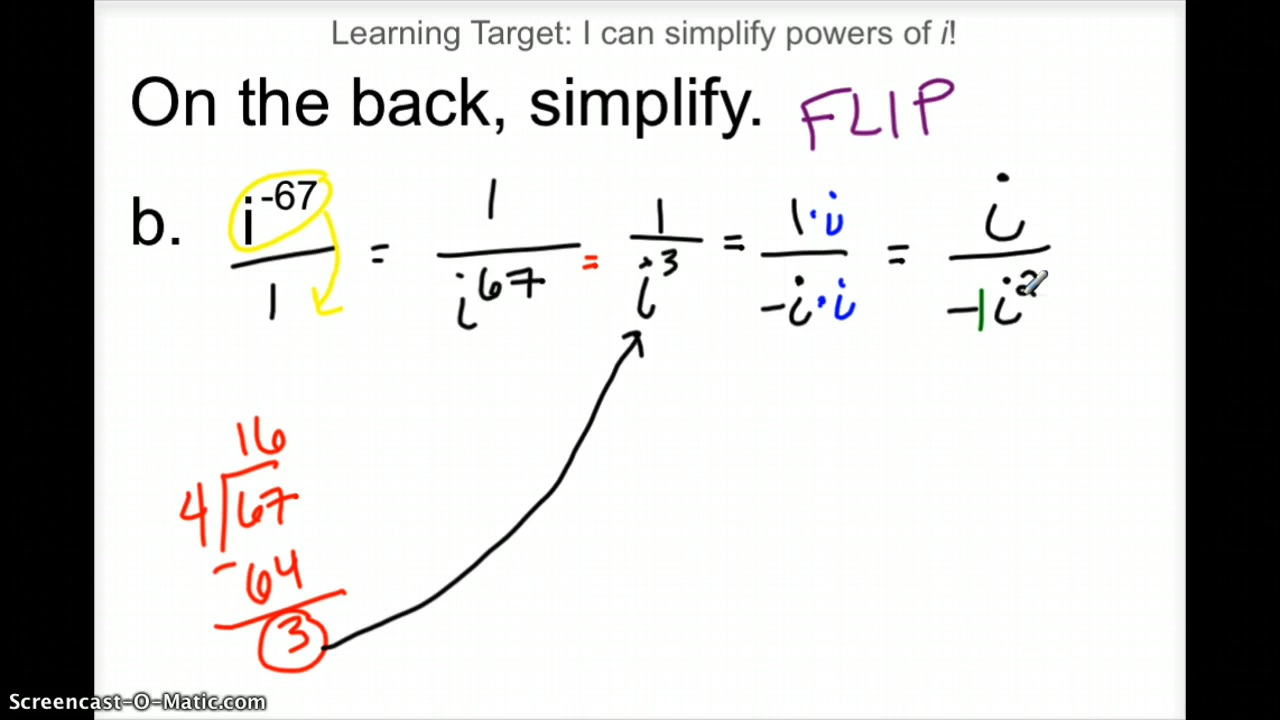 Learning Target: I can simplify powers of i!
On the back, simplify. FLIP
b. i^-67/1 = 1/i^67 = 1/i^3 = 1·i/-i·i = i/-1i^2
16
4)67
-64
3
Screencast-O-Matic.com